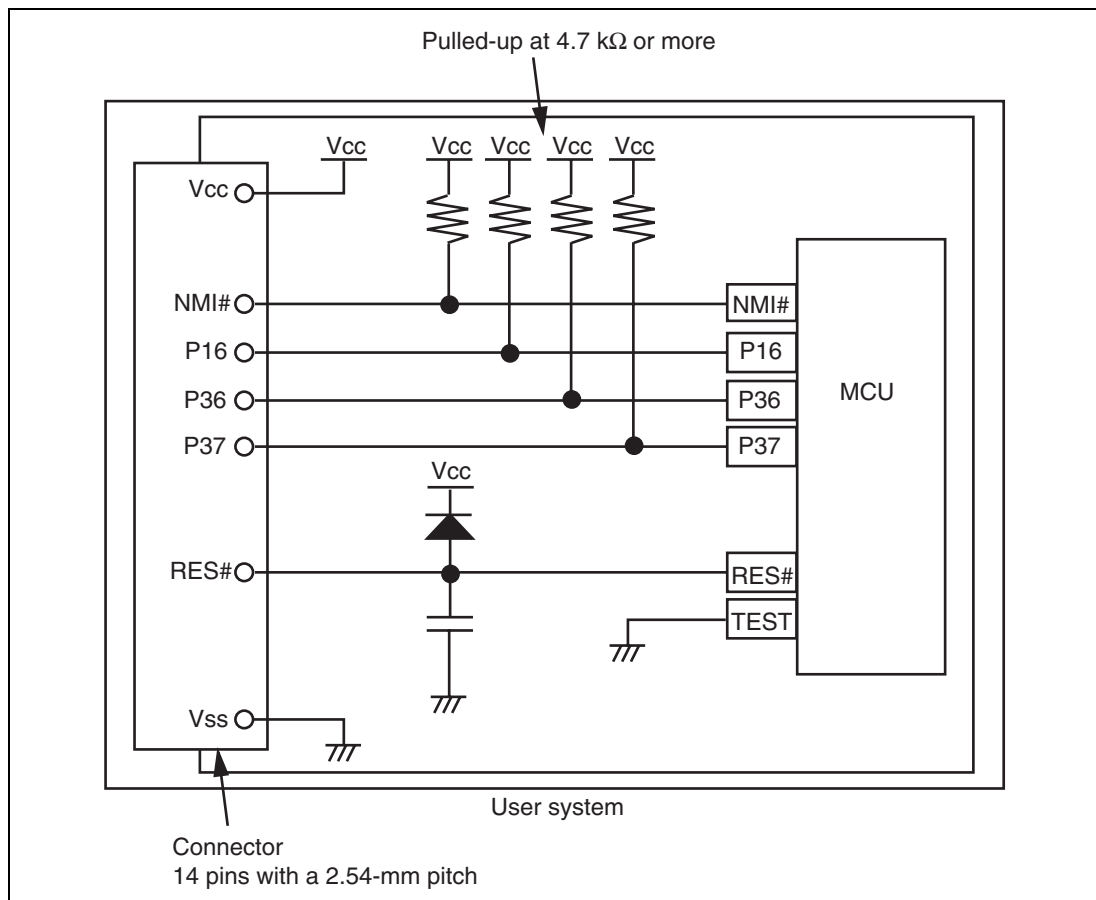 Pulled-up at 4.7 kΩ or more
Vcc
Vcc
Vcc
Vcc
Vcc
Vcc
NMI#
NMI#
P16
P16
MCU
P36
P36
P37
P37
Vcc
RES#
RES#
TEST
Vss
User system
Connector
14 pins with a 2.54-mm pitch